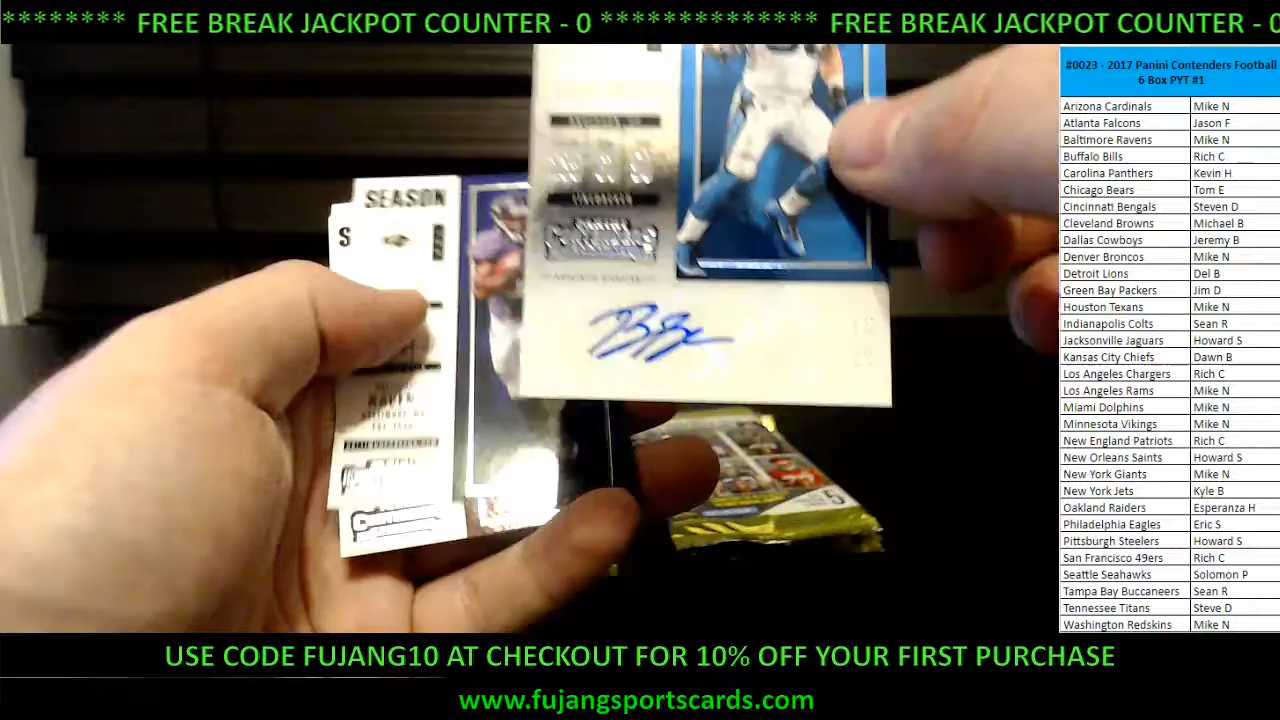 ******** FREE BREAK JACKPOT COUNTER - 0 ************** FREE BREAK JACKPOT COUNTER - 0
#0023 - 2017 Panini Contenders Football
6 Box PYT #1
Arizona Cardinals Mike N
Atlanta Falcons Jason F
Baltimore Ravens Mike N
Buffalo Bills Rich C
Carolina Panthers Kevin H
Chicago Bears Tom E
Cincinnati Bengals Steven D
Cleveland Browns Michael B
Dallas Cowboys Jeremy B
Denver Broncos Mike N
Detroit Lions Del B
Green Bay Packers Jim D
Houston Texans Mike N
Indianapolis Colts Sean R
Jacksonville Jaguars Howard S
Kansas City Chiefs Dawn B
Los Angeles Chargers Rich C
Los Angeles Rams Mike N
Miami Dolphins Mike N
Minnesota Vikings Mike N
New England Patriots Rich C
New Orleans Saints Howard S
New York Giants Mike N
New York Jets Kyle B
Oakland Raiders Esperanza H
Philadelphia Eagles Eric S
Pittsburgh Steelers Howard S
San Francisco 49ers Rich C
Seattle Seahawks Solomon P
Tampa Bay Buccaneers Sean R
Tennessee Titans Steve D
Washington Redskins Mike N
SEASON
S
5
USE CODE FUJANG10 AT CHECKOUT FOR 10% OFF YOUR FIRST PURCHASE
www.fujangsportscards.com